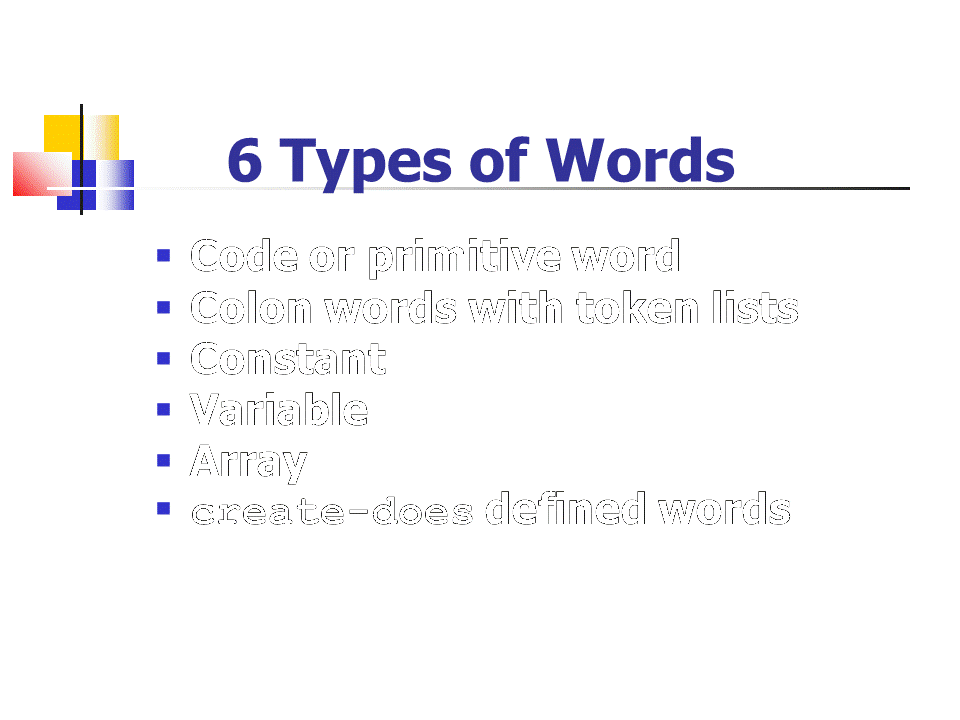 6 Types of Words
Code or primitive word
Colon words with token lists
Constant
Variable
Array
create-does defined words